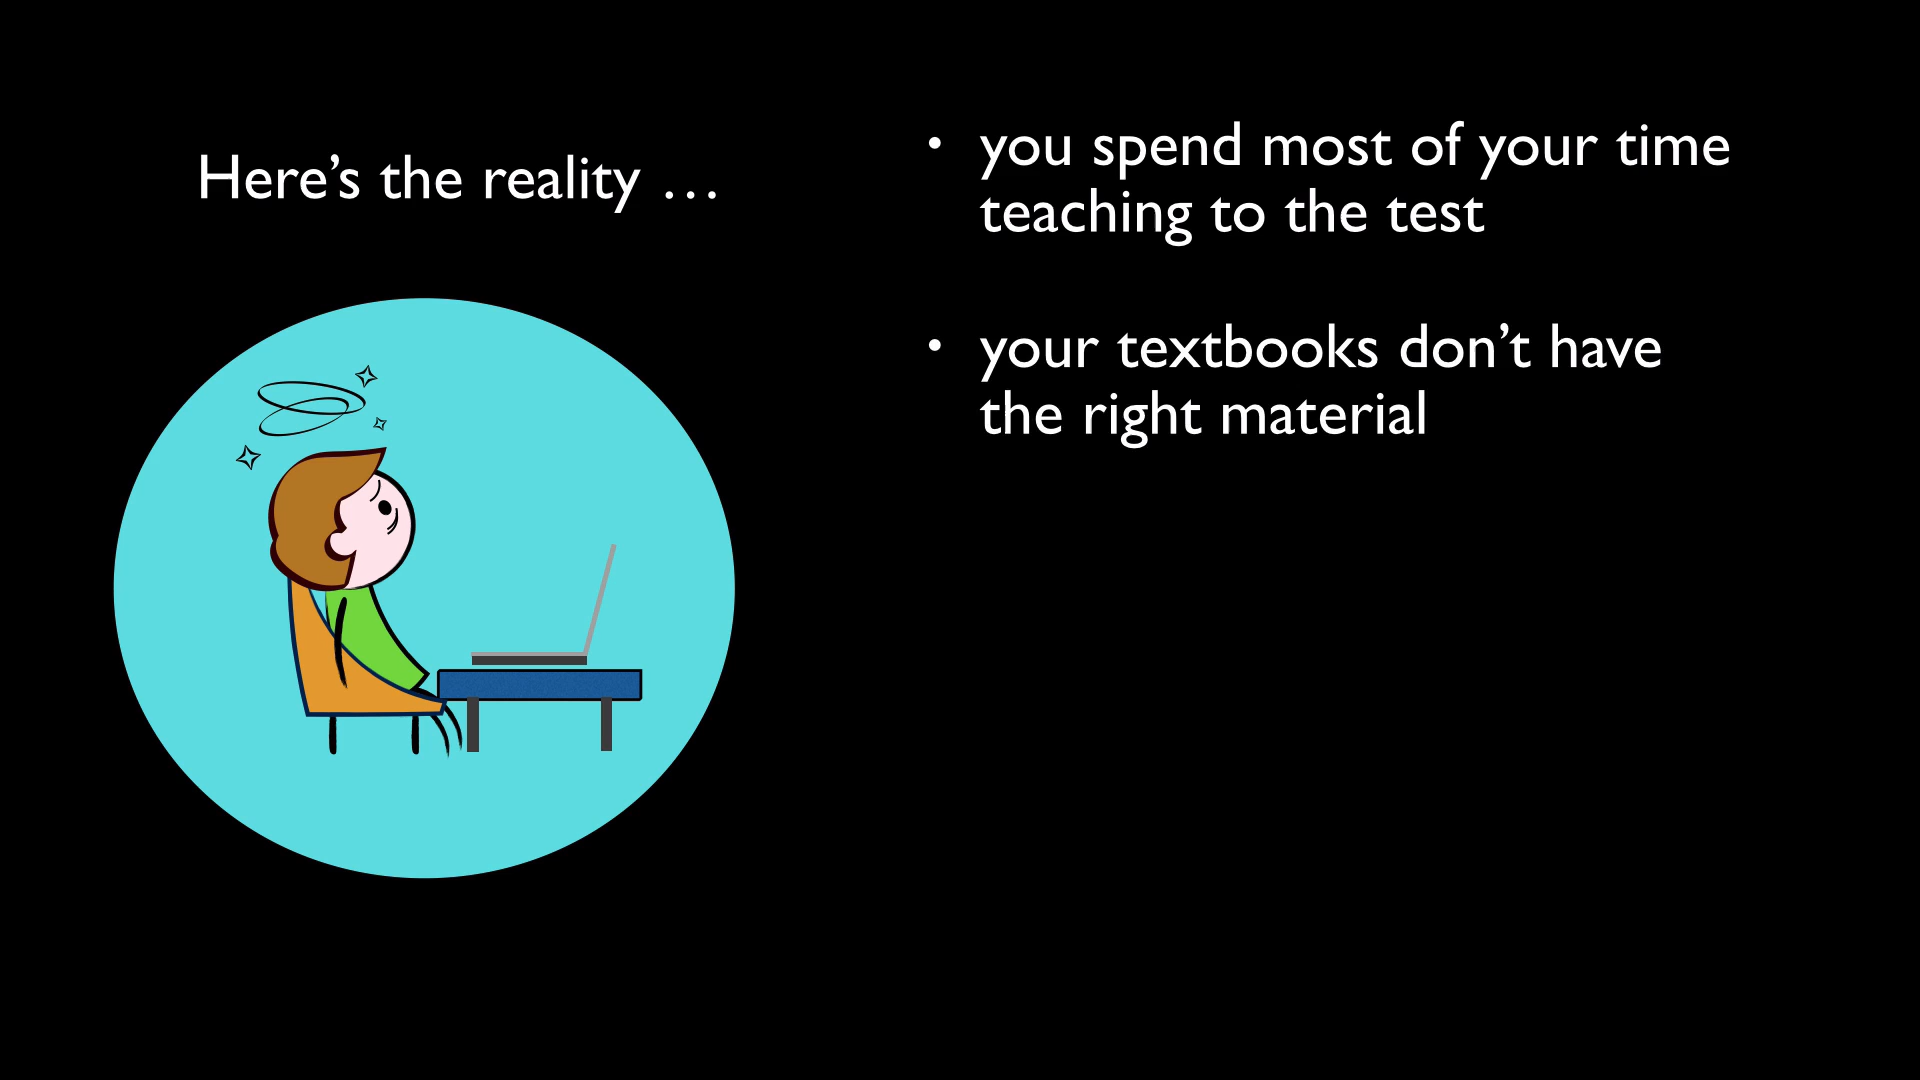 Here’s the reality …
• you spend most of your time
teaching to the test
• your textbooks don’t have
the right material